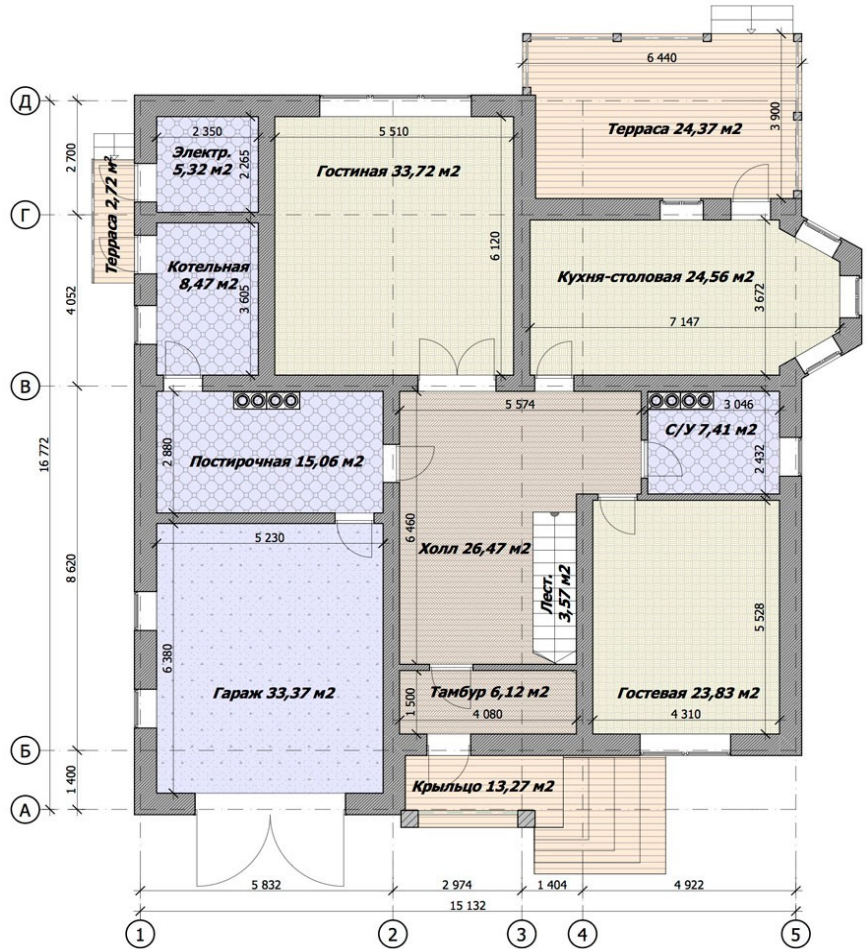 6 440
Д
2 350
5 510
3 900
Терраса 24,37 м2
2 700
Электр.
5,32 м2
2 265
Гостиная 33,72 м2
Терраса 2,72 м²
Г
6 120
Котельная
8,47 м2
3 605
Кухня-столовая 24,56 м2
3 672
4 052
7 147
В
5 574
3 046
С/У 7,41 м2
2 432
2 880
Постирочная 15,06 м2
16 772
6 460
5 230
Холл 26,47 м2
Лест.
3,57 м2
8 620
5 528
6 380
Гараж 33,37 м2
1 500
Тамбур 6,12 м2
4 080
Гостевая 23,83 м2
4 310
Б
1 400
Крыльцо 13,27 м2
А
5 832
2 974
1 404
4 922
15 132
1
2
3
4
5